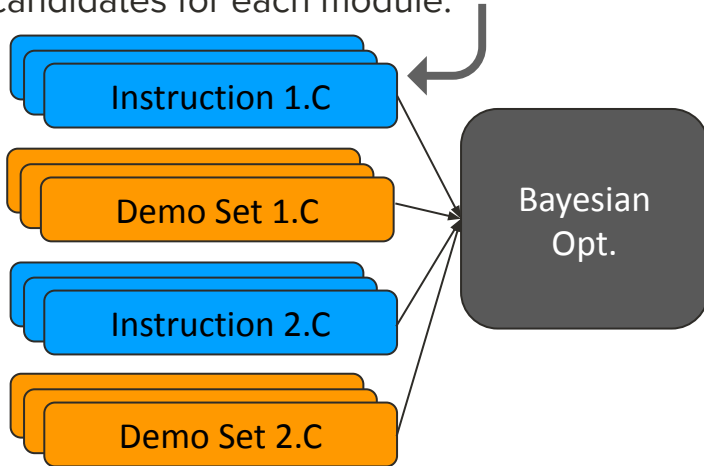 candidates for each module.
Instruction 1.C
Demo Set 1.C
Bayesian
Opt.
Instruction 2.C
Demo Set 2.C